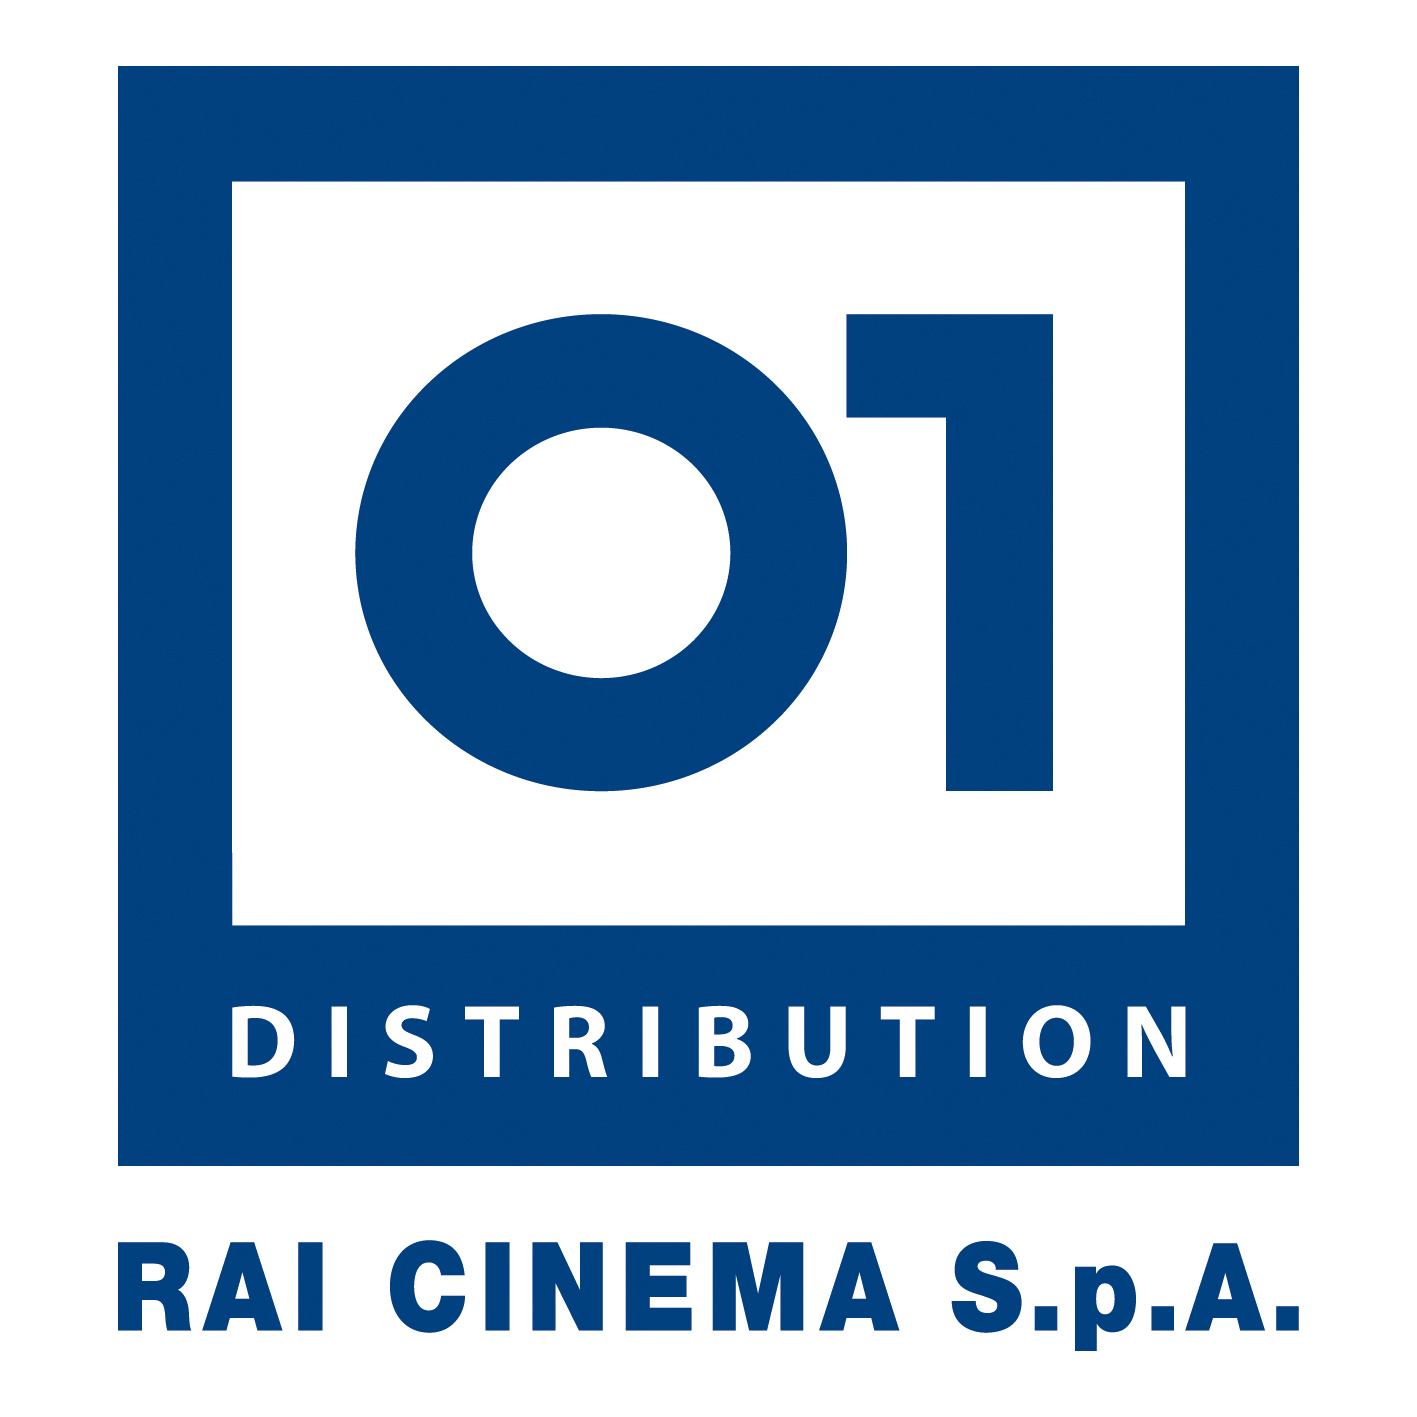 01
DISTRIBUTION
RAI CINEMA S.p.A.